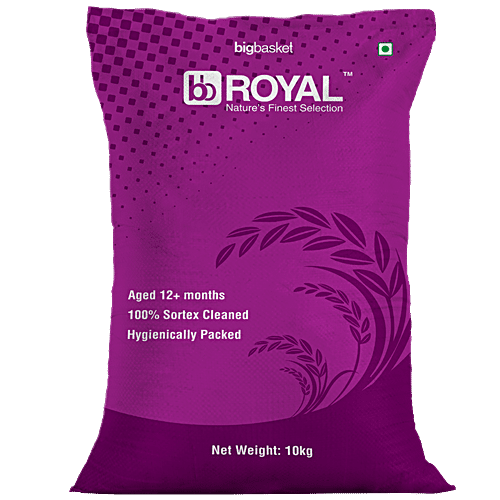 bigbasket
bb ROYAL™
Nature's Finest Selection
Aged 12+ months
100% Sortex Cleaned
Hygienically Packed
Net Weight: 10kg